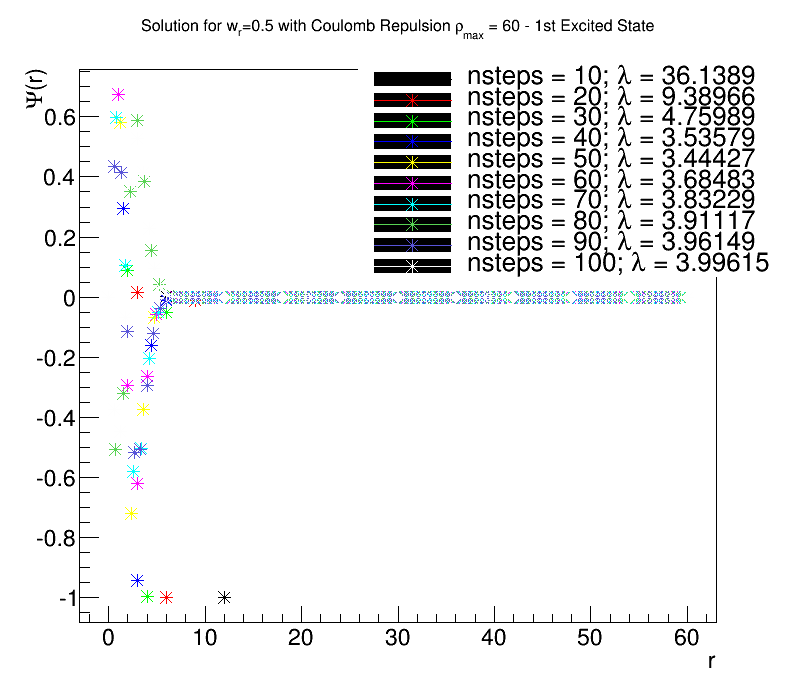 Solution for wr=0.5 with Coulomb Repulsion ρmax = 60 - 1st Excited State
Ψ(r)
nsteps = 10; λ = 36.1389
nsteps = 20; λ = 9.38966
nsteps = 30; λ = 4.75989
nsteps = 40; λ = 3.53579
nsteps = 50; λ = 3.44427
nsteps = 60; λ = 3.68483
nsteps = 70; λ = 3.83229
nsteps = 80; λ = 3.91117
nsteps = 90; λ = 3.96149
nsteps = 100; λ = 3.99615
0.6
0.4
0.2
0
-0.2
-0.4
-0.6
-0.8
-1
0 10 20 30 40 50 60
r